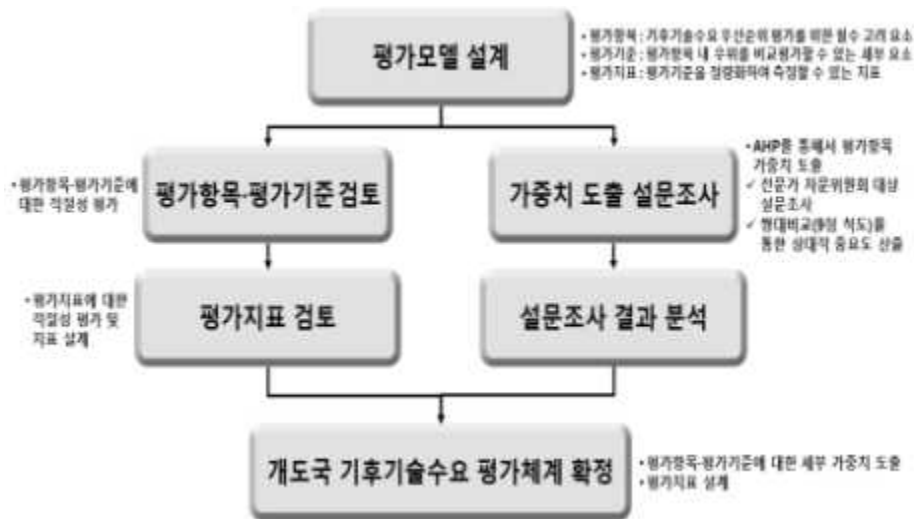 평가모델 설계
• 평가항목 : 기후기술수요 우선순위 평가를 위한 필수 고려 요소
• 평가기준 : 평가항목 내 우위를 비교평가할 수 있는 세부 요소
• 평가지표 : 평가기준을 정량화하여 측정할 수 있는 지표
• 평가항목-평가기준에
대한 적절성 평가
평가항목-평가기준 검토
가중치 도출 설문조사
• AHP를 통해서 평가항목
가중치 도출
✓ 전문가 자문위원회 대상
설문조사
✓ 쌍대비교(9점 척도)를
통한 상대적 중요도 산출
• 평가지표에 대한
적절성 평가 및
지표 설계
평가지표 검토
설문조사 결과 분석
개도국 기후기술수요 평가체계 확정
• 평가항목-평가기준에 대한 세부 가중치 도출
• 평가지표 설계